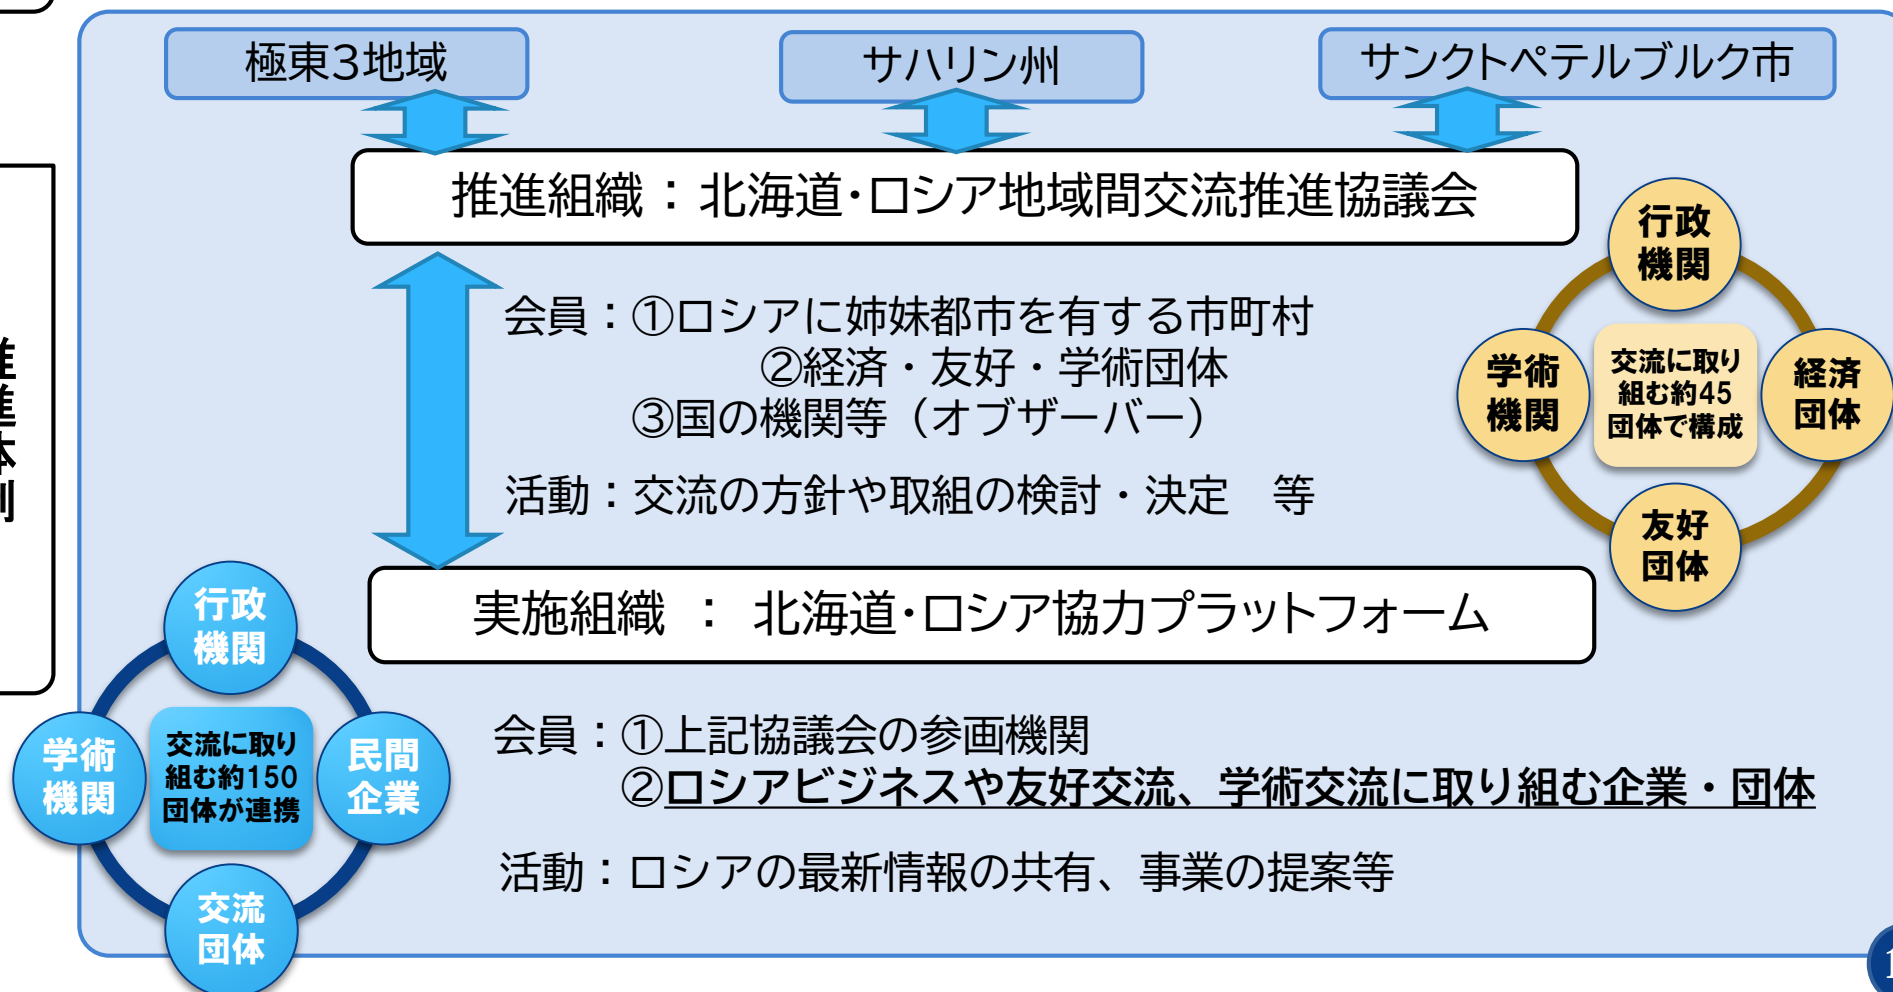 極東3地域
サハリン州
サンクトペテルブルク市
推進組織：北海道・ロシア地域間交流推進協議会
会員：①ロシアに姉妹都市を有する市町村
②経済・友好・学術団体
③国の機関等（オブザーバー）
活動：交流の方針や取組の検討・決定　等
行政
機関
学術
機関
交流に取り
組む約45
団体で構成
経済
団体
友好
団体
推進体制
実施組織 ： 北海道・ロシア協力プラットフォーム
行政
機関
学術
機関
交流に取り
組む約150
団体が連携
民間
企業
交流
団体
会員：①上記協議会の参画機関
②ロシアビジネスや友好交流、学術交流に取り組む企業・団体
活動：ロシアの最新情報の共有、事業の提案等